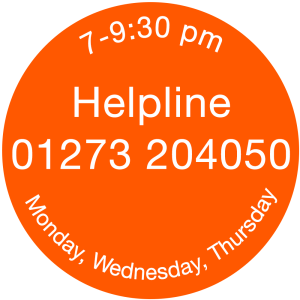 7-9:30 pm
Helpline
01273 204050
Monday, Wednesday, Thursday